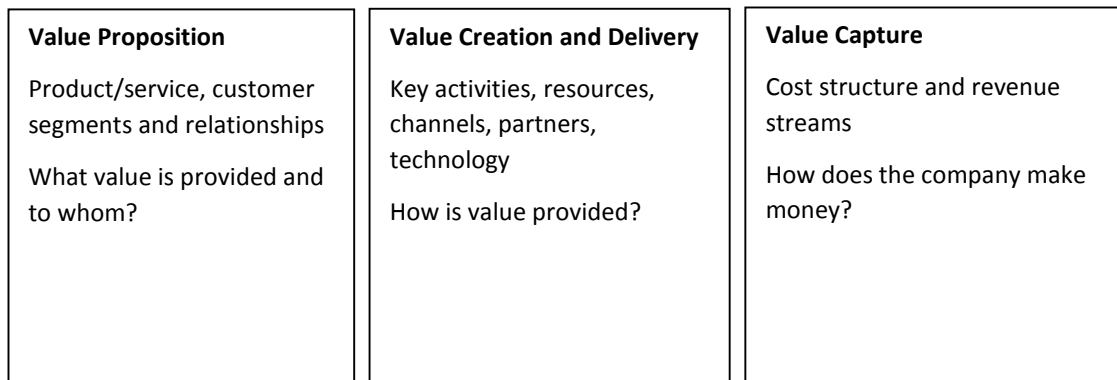 Value Proposition
Product/service, customer
segments and relationships
What value is provided and
to whom?
Value Creation and Delivery
Key activities, resources,
channels, partners,
technology
How is value provided?
Value Capture
Cost structure and revenue
streams
How does the company make
money?